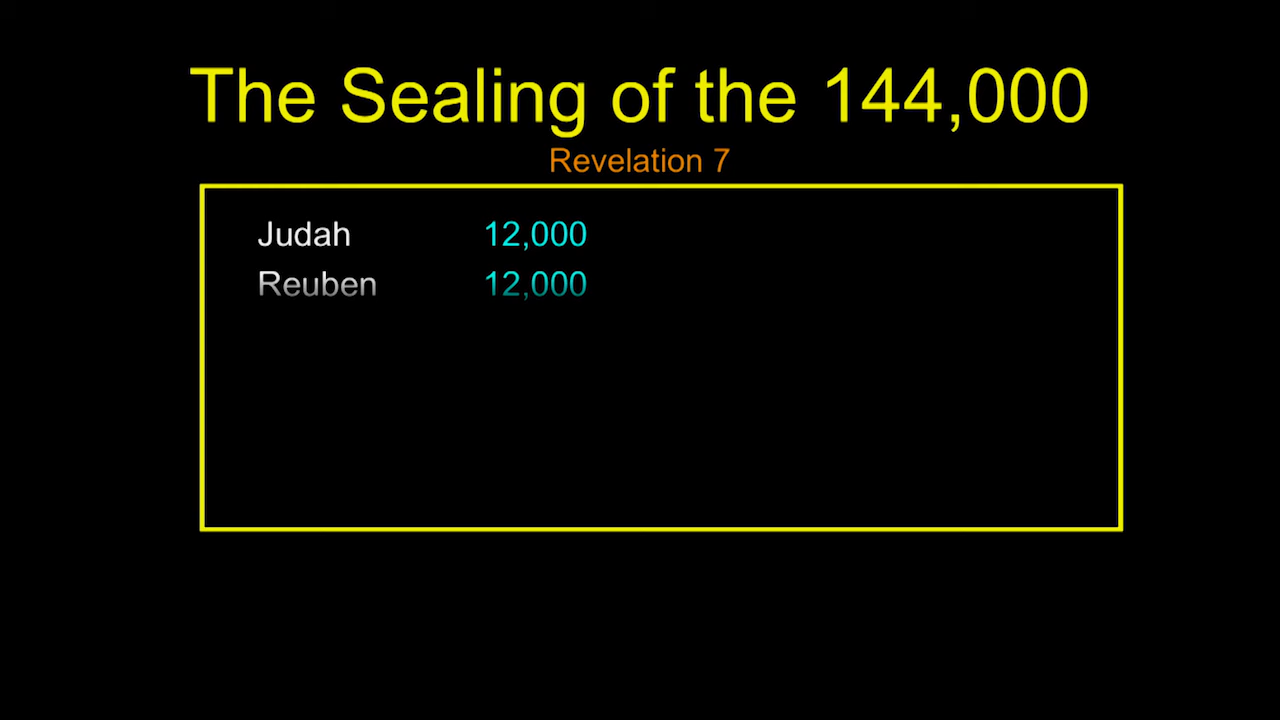 The Sealing of the 144,000
Revelation 7
Judah 12,000
Reuben 12,000